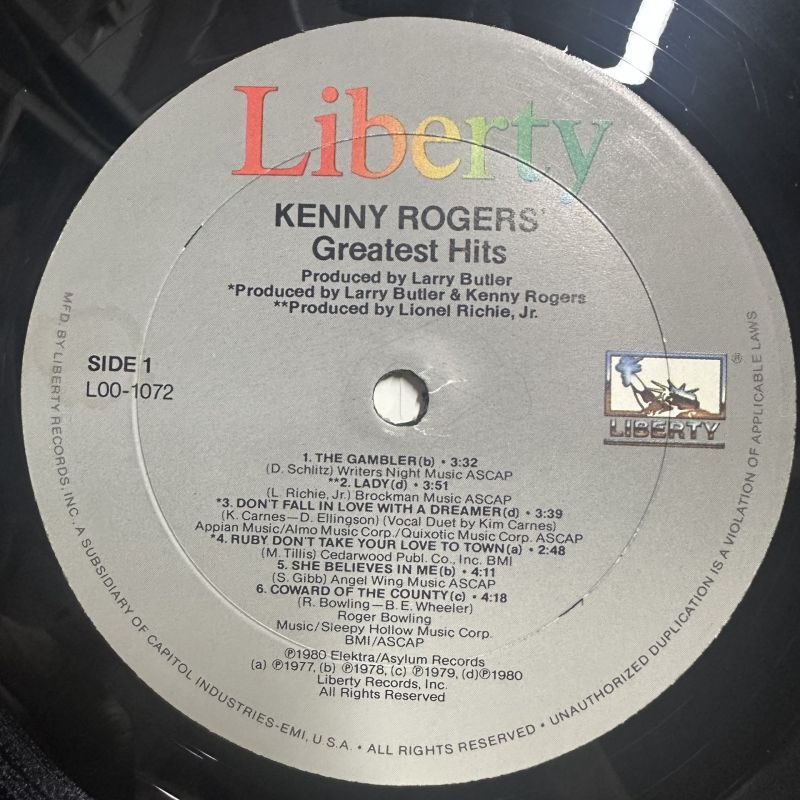 Liberty
KENNY ROGERS'
Greatest Hits
Produced by Larry Butler
*Produced by Larry Butler & Kenny Rogers
**Produced by Lionel Richie, Jr.
SIDE 1
LOO-1072
®
LIBERTY
1. THE GAMBLER(b) • 3:32
(D. Schlitz) Writers Night Music ASCAP
**2. LADY(d) • 3:51
(L. Richie, Jr.) Brockman Music ASCAP
*3. DON'T FALL IN LOVE WITH A DREAMER(d) • 3:39
(K. Carnes—D. Ellingson) (Vocal Duet by Kim Carnes)
Appian Music/Almo Music Corp./Quixotic Music Corp. ASCAP
*4. RUBY DON'T TAKE YOUR LOVE TO TOWN(a) • 2:48
(M. Tillis) Cedarwood Publ. Co., Inc. BMI
5. SHE BELIEVES IN ME(b) • 4:11
(S. Gibb) Angel Wing Music ASCAP
6. COWARD OF THE COUNTY(c) • 4:18
(R. Bowling—B. E. Wheeler)
Roger Bowling
Music/Sleepy Hollow Music Corp.
BMI/ASCAP
℗1980 Elektra/Asylum Records
(a) ℗1977, (b) ℗1978, (c) ℗1979, (d)℗1980
Liberty Records, Inc.
All Rights Reserved
MFD. BY LIBERTY RECORDS, INC., A SUBSIDIARY OF CAPITOL INDUSTRIES-EMI, U.S.A. • ALL RIGHTS RESERVED • UNAUTHORIZED DUPLICATION IS A VIOLATION OF APPLICABLE LAWS